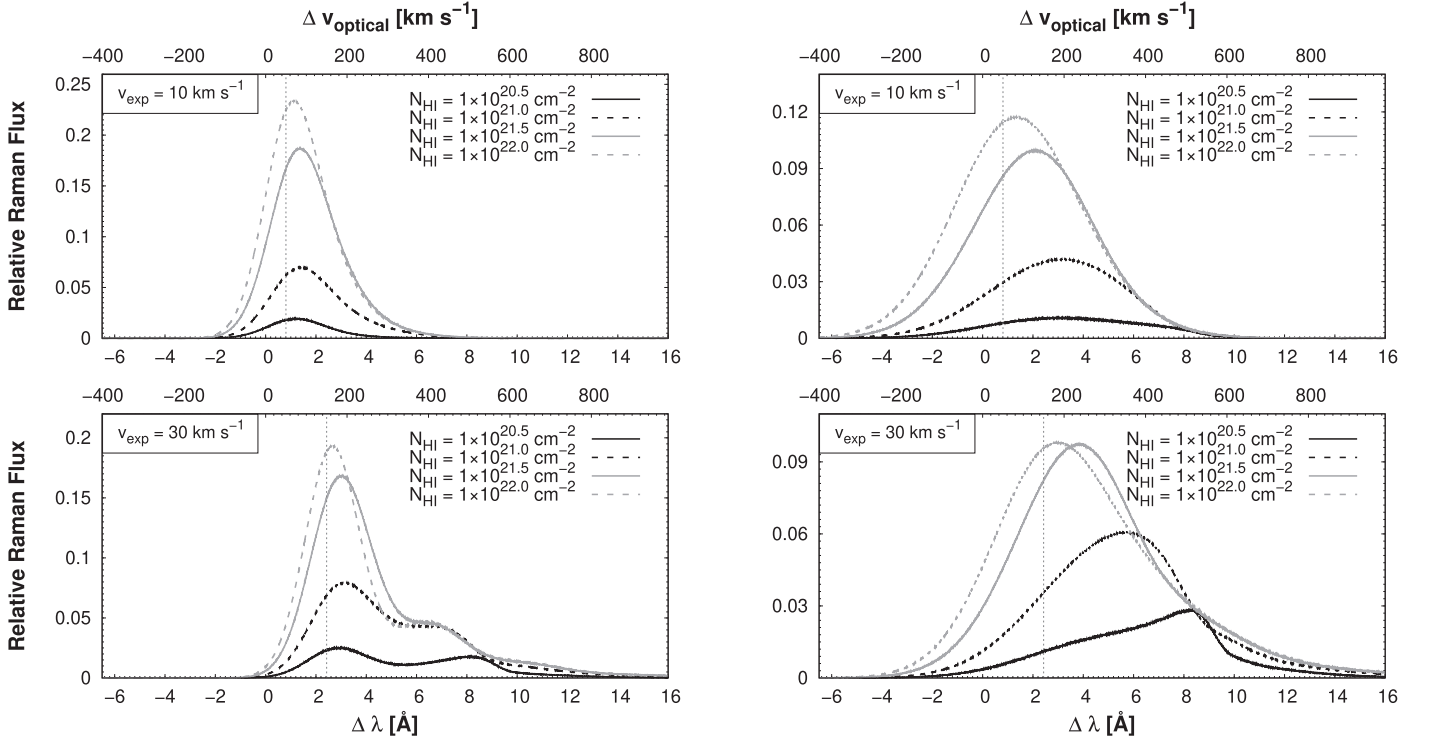 Δ v_optical [km s⁻¹]
−400 −200 0 200 400 600 800
v_exp = 10 km s⁻¹
N_HI = 1×10^20.5 cm⁻²
N_HI = 1×10^21.0 cm⁻²
N_HI = 1×10^21.5 cm⁻²
N_HI = 1×10^22.0 cm⁻²
Relative Raman Flux
0.25
0.2
0.15
0.1
0.05
0
−6 −4 −2 0 2 4 6 8 10 12 14 16
Δ v_optical [km s⁻¹]
−400 −200 0 200 400 600 800
v_exp = 10 km s⁻¹
N_HI = 1×10^20.5 cm⁻²
N_HI = 1×10^21.0 cm⁻²
N_HI = 1×10^21.5 cm⁻²
N_HI = 1×10^22.0 cm⁻²
0.12
0.09
0.06
0.03
0
−6 −4 −2 0 2 4 6 8 10 12 14 16
−400 −200 0 200 400 600 800
v_exp = 30 km s⁻¹
N_HI = 1×10^20.5 cm⁻²
N_HI = 1×10^21.0 cm⁻²
N_HI = 1×10^21.5 cm⁻²
N_HI = 1×10^22.0 cm⁻²
Relative Raman Flux
0.2
0.15
0.1
0.05
0
−6 −4 −2 0 2 4 6 8 10 12 14 16
Δ λ [Å]
−400 −200 0 200 400 600 800
v_exp = 30 km s⁻¹
N_HI = 1×10^20.5 cm⁻²
N_HI = 1×10^21.0 cm⁻²
N_HI = 1×10^21.5 cm⁻²
N_HI = 1×10^22.0 cm⁻²
0.09
0.06
0.03
0
−6 −4 −2 0 2 4 6 8 10 12 14 16
Δ λ [Å]